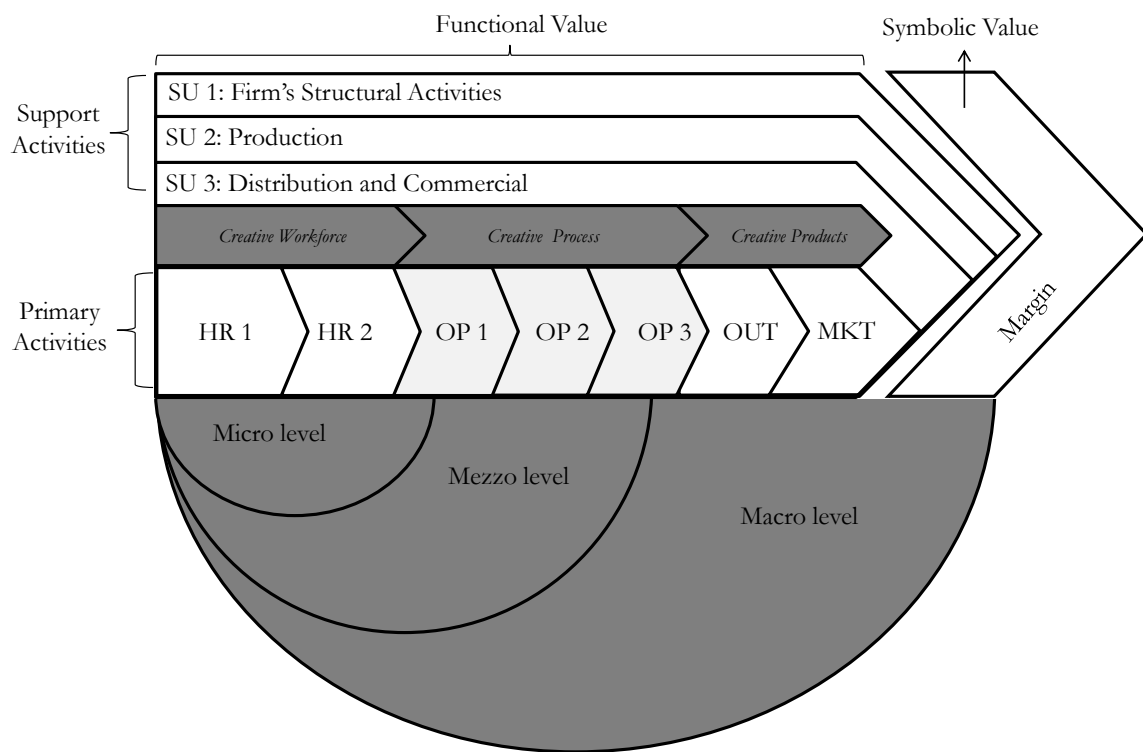 Functional Value
Symbolic Value
Support
Activities
SU 1: Firm's Structural Activities
SU 2: Production
SU 3: Distribution and Commercial
Creative Workforce
Creative Process
Creative Products
Primary
Activities
HR 1
HR 2
OP 1
OP 2
OP 3
OUT
MKT
Margin
Micro level
Mezzo level
Macro level